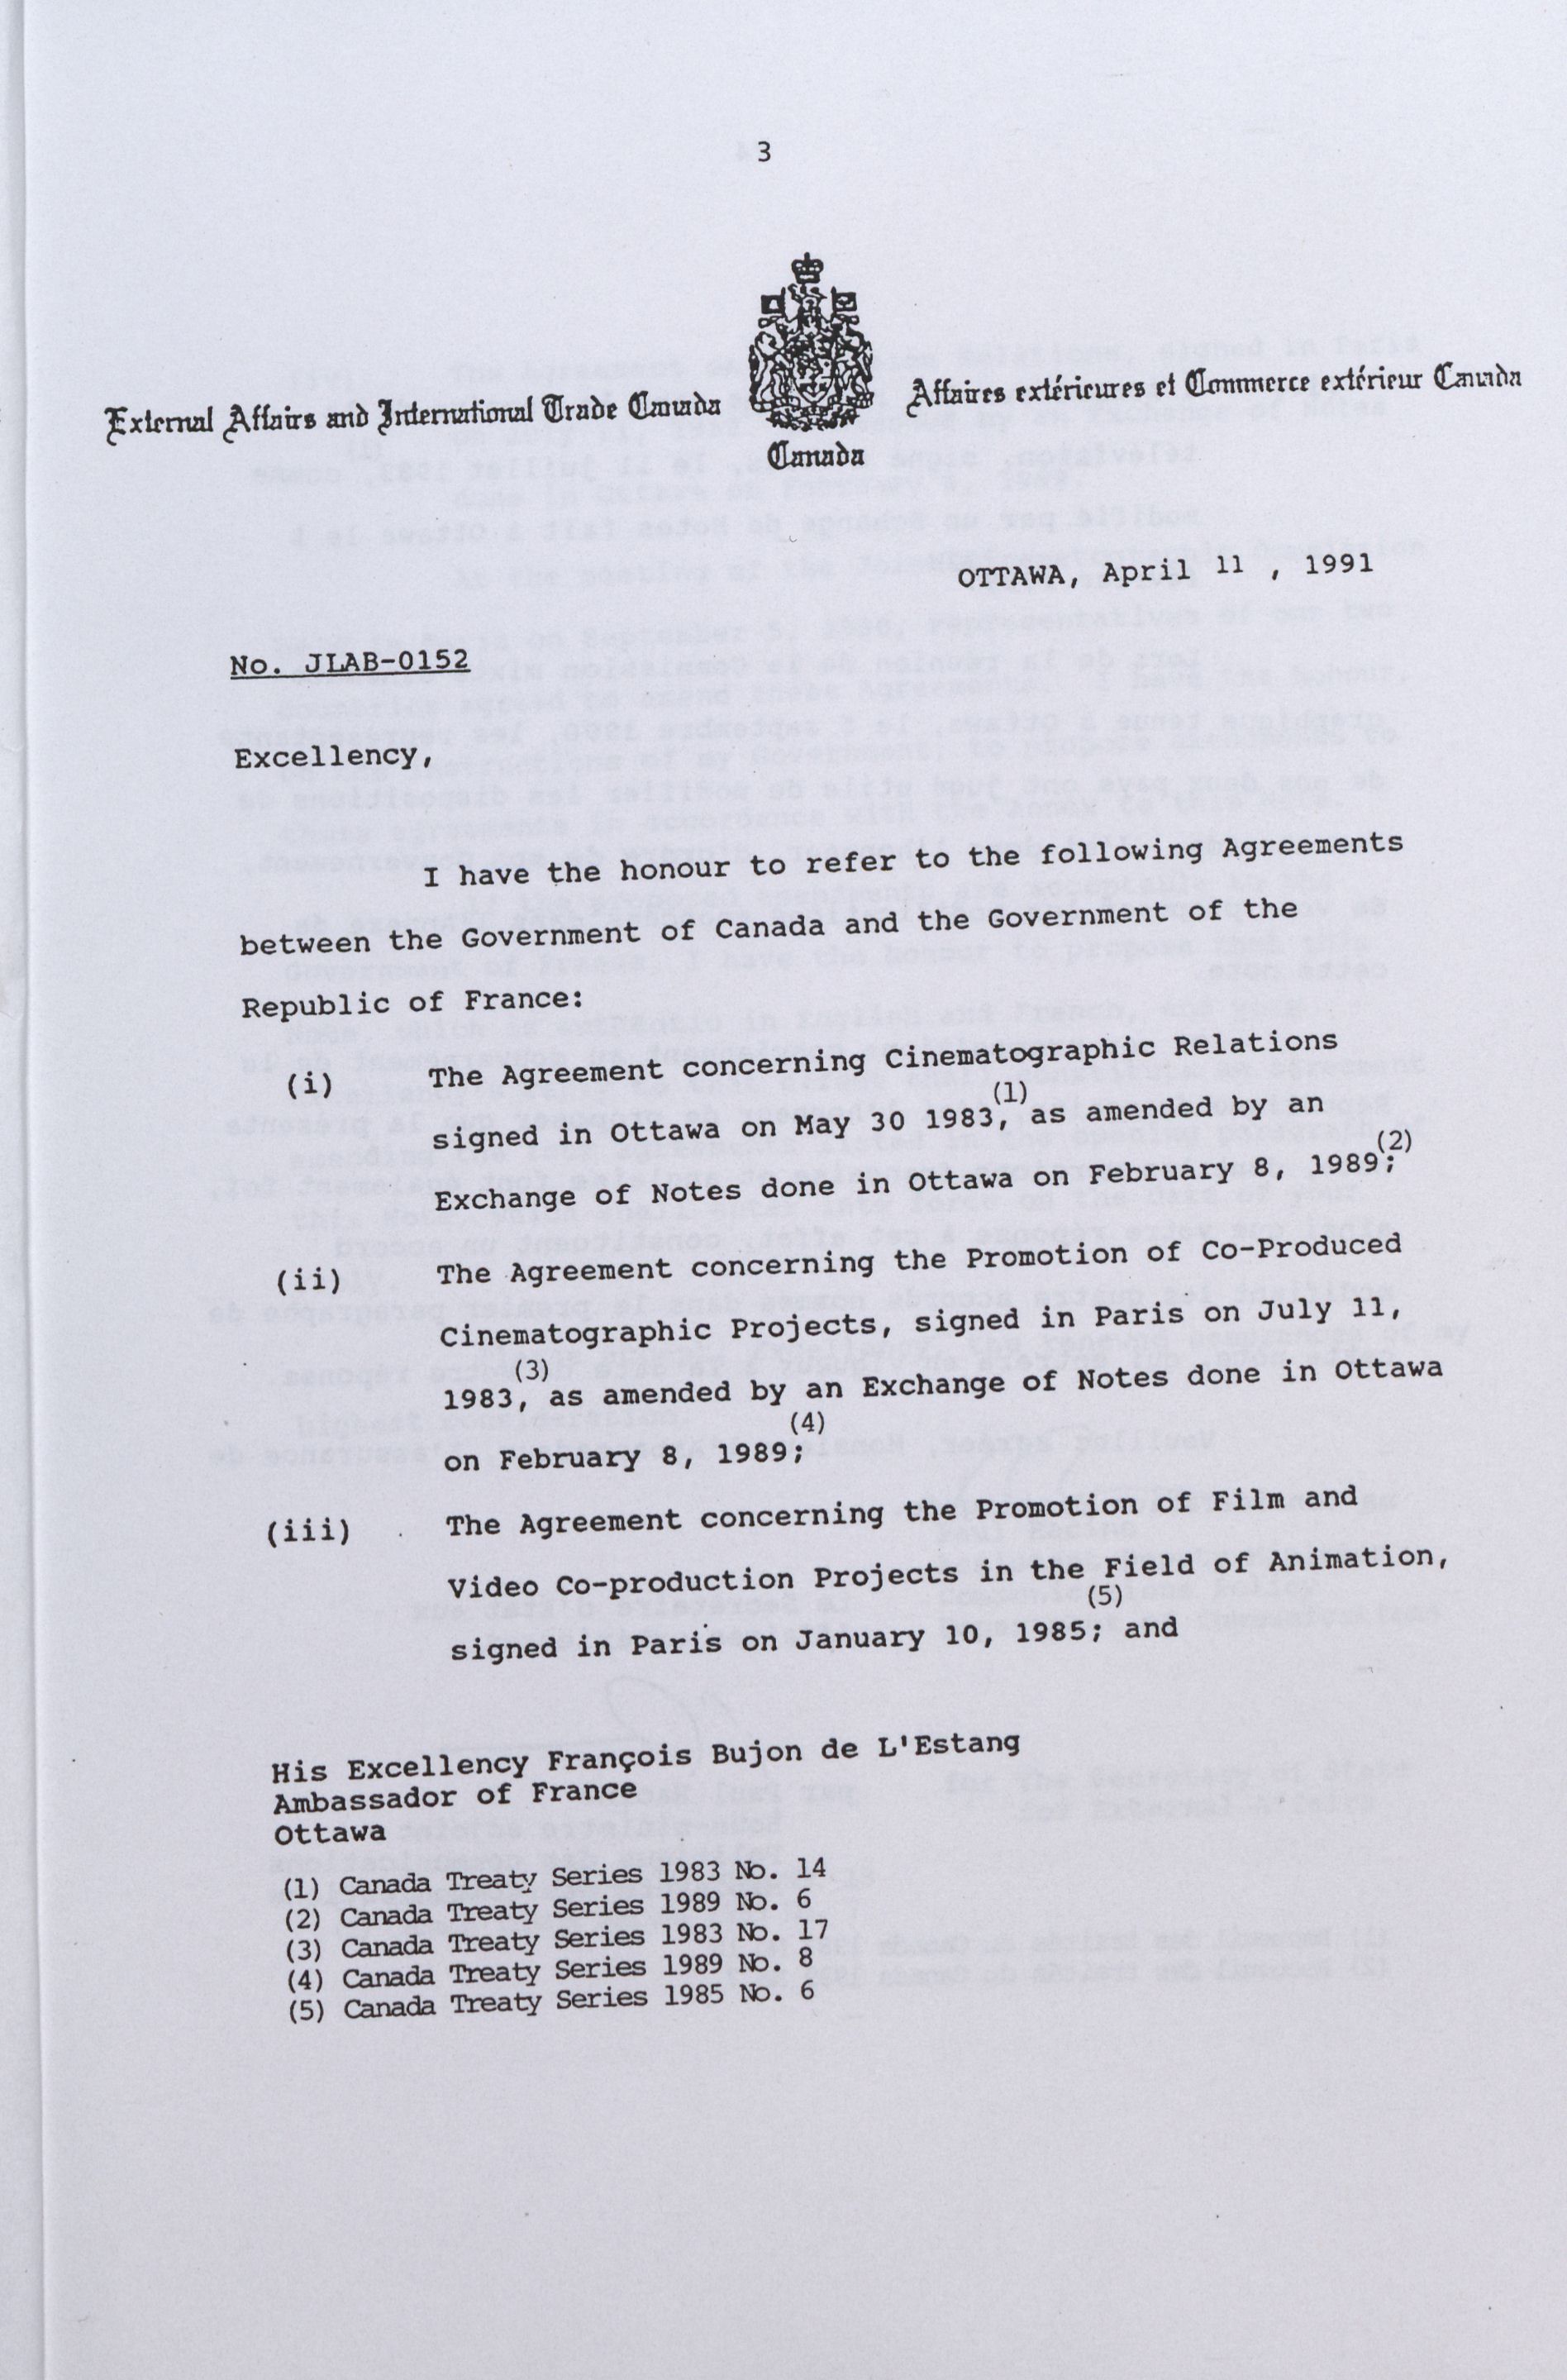 3
External Affairs and International Trade Canada
Affaires extérieures et Commerce extérieur Canada
Canada
OTTAWA, April 11 , 1991
No. JLAB-0152
Excellency,
I have the honour to refer to the following Agreements
between the Government of Canada and the Government of the
Republic of France:
(i) The Agreement concerning Cinematographic Relations
signed in Ottawa on May 30 1983,(1) as amended by an
Exchange of Notes done in Ottawa on February 8, 1989;(2)
(ii) The Agreement concerning the Promotion of Co-Produced
Cinematographic Projects, signed in Paris on July 11,
1983,(3) as amended by an Exchange of Notes done in Ottawa
on February 8, 1989;(4)
(iii) The Agreement concerning the Promotion of Film and
Video Co-production Projects in the Field of Animation,
signed in Paris on January 10, 1985;(5) and
His Excellency François Bujon de L'Estang
Ambassador of France
Ottawa
(1) Canada Treaty Series 1983 No. 14
(2) Canada Treaty Series 1989 No. 6
(3) Canada Treaty Series 1983 No. 17
(4) Canada Treaty Series 1989 No. 8
(5) Canada Treaty Series 1985 No. 6